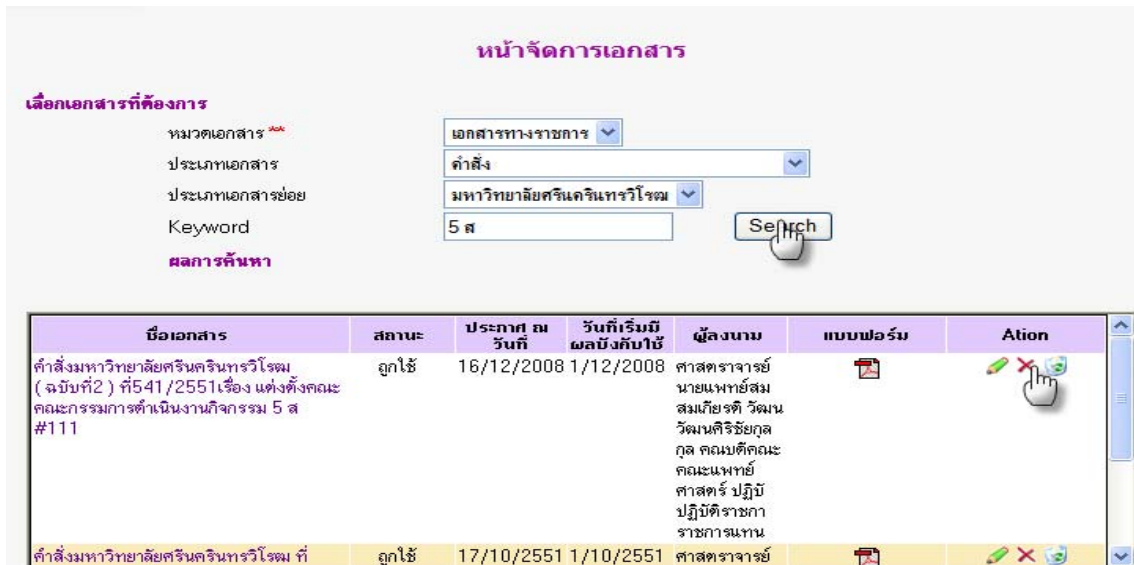 หน้าจัดการเอกสาร
เลือกเอกสารที่ต้องการ
หมวดเอกสาร ** เอกสารทางราชการ
ประเภทเอกสาร คำสั่ง
ประเภทเอกสารย่อย มหาวิทยาลัยศรีนครินทรวิโรฒ
Keyword 5 ส Search
ผลการค้นหา
ชื่อเอกสาร สถานะ ประกาศ ณ วันที่ วันที่เริ่มมีผลบังคับใช้ ผู้ลงนาม แบบฟอร์ม Ation
คำสั่งมหาวิทยาลัยศรีนครินทรวิโรฒ ถูกใช้ 16/12/2008 1/12/2008 ศาสตราจารย์
( ฉบับที่2 ) ที่541/2551เรื่อง แต่งตั้งคณะ นายแพทย์สม
คณะกรรมการดำเนินงานกิจกรรม 5 ส สมเกียรติ วัฒน
#111 วัฒนศิริชัยกุล
กุล คณบดีคณะ
คณะแพทย์
ศาสตร์ ปฏิบั
ปฏิบัติราชกา
ราชการแทน
คำสั่งมหาวิทยาลัยศรีนครินทรวิโรฒ ที่ ถูกใช้ 17/10/2551 1/10/2551 ศาสตราจารย์